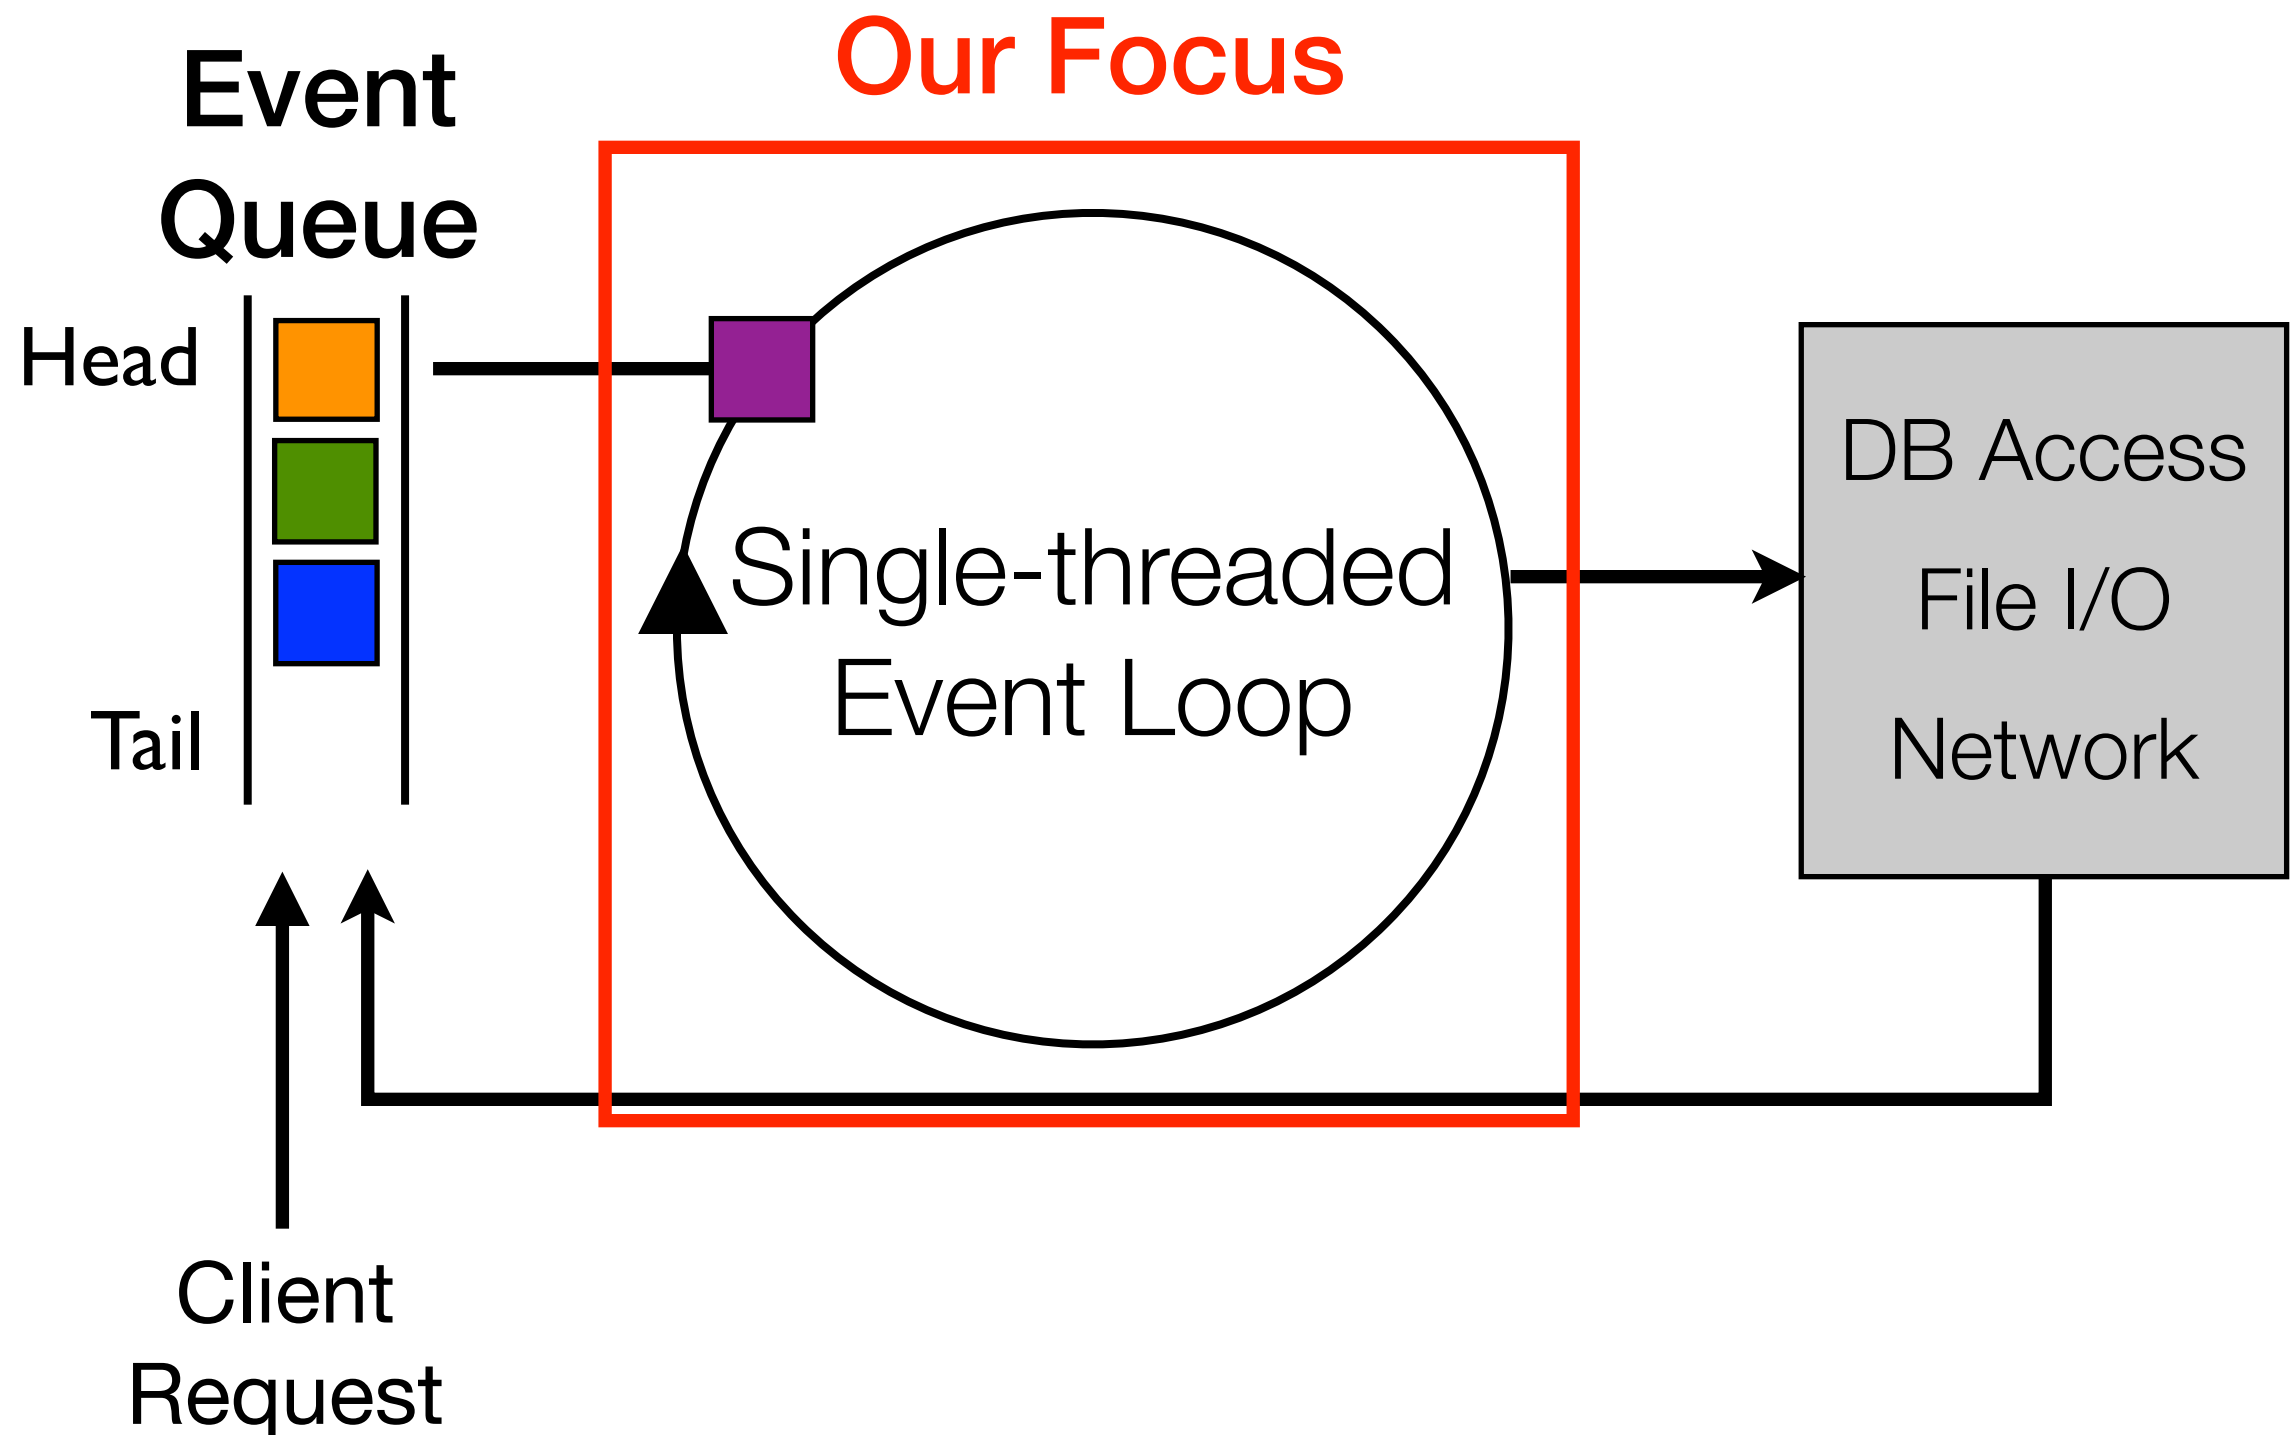 Our Focus
Event
Queue
Head
Tail
Single-threaded
Event Loop
DB Access
File I/O
Network
Client
Request